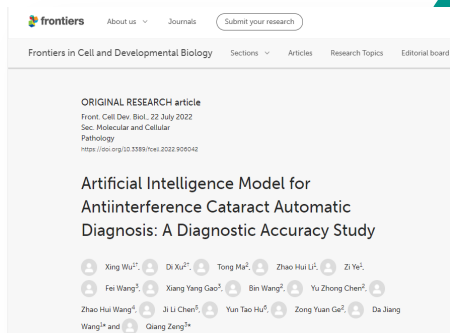 frontiers About us Journals Submit your research
Frontiers in Cell and Developmental Biology Sections Articles Research Topics Editorial board
ORIGINAL RESEARCH article
Front. Cell Dev. Biol., 22 July 2022
Sec. Molecular and Cellular
Pathology
https://doi.org/10.3389/fcell.2022.906042
Artificial Intelligence Model for
Antiinterference Cataract Automatic
Diagnosis: A Diagnostic Accuracy Study
Xing Wu1†, Di Xu2†, Tong Ma2, Zhao Hui Li1, Zi Ye1,
Fei Wang3, Xiang Yang Gao3, Bin Wang2, Yu Zhong Chen2,
Zhao Hui Wang4, Ji Li Chen5, Yun Tao Hu6, Zong Yuan Ge2, Da Jiang
Wang1* and Qiang Zeng3*